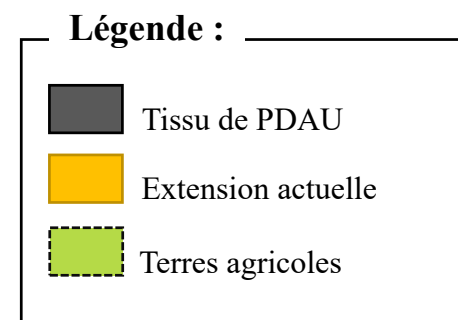 Légende :
Tissu de PDAU
Extension actuelle
Terres agricoles